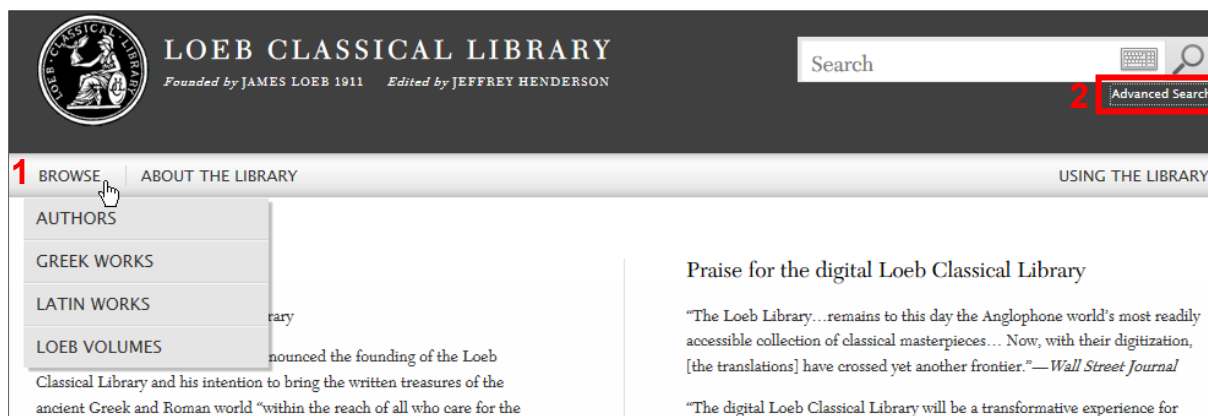 LOEB CLASSICAL LIBRARY
LOEB CLASSICAL LIBRARY
Founded by JAMES LOEB 1911 Edited by JEFFREY HENDERSON
Search
2 Advanced Search
1 BROWSE ABOUT THE LIBRARY USING THE LIBRARY
AUTHORS
GREEK WORKS
LATIN WORKS
LOEB VOLUMES
rary
nounced the founding of the Loeb
Classical Library and his intention to bring the written treasures of the
ancient Greek and Roman world “within the reach of all who care for the
Praise for the digital Loeb Classical Library
“The Loeb Library…remains to this day the Anglophone world’s most readily
accessible collection of classical masterpieces… Now, with their digitization,
[the translations] have crossed yet another frontier.”—Wall Street Journal
“The digital Loeb Classical Library will be a transformative experience for